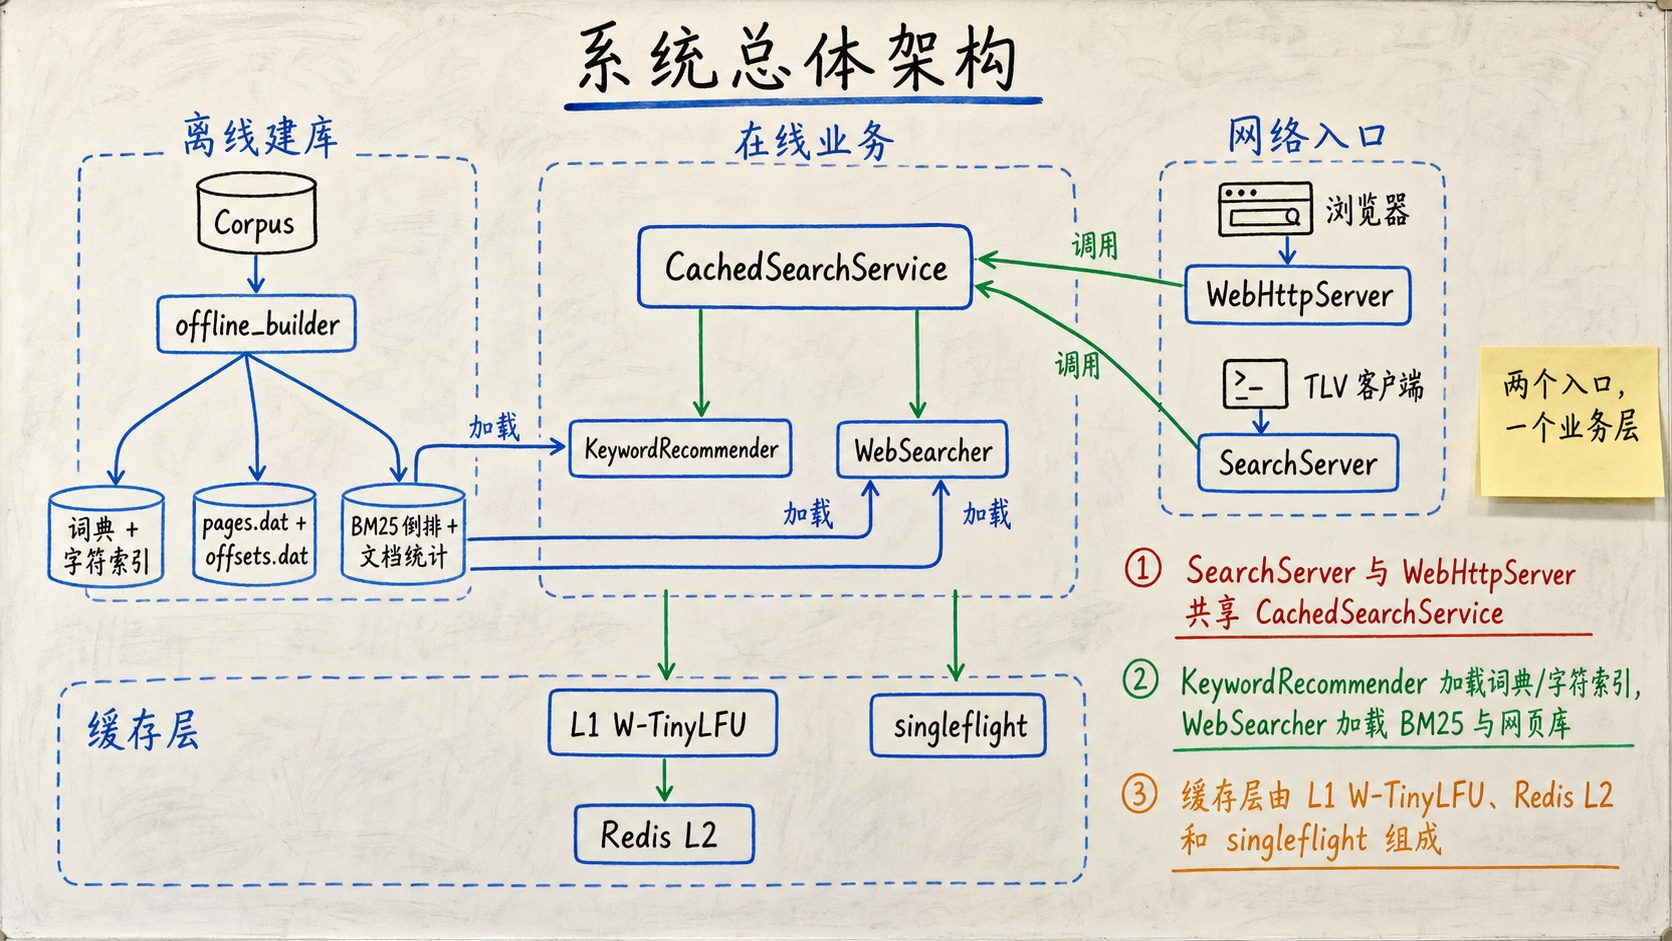 系统总体架构
离线建库
Corpus
offline_builder
词典 +
字符索引
pages.dat +
offsets.dat
BM25 倒排 +
文档统计
加载
在线业务
CachedSearchService
KeywordRecommender
WebSearcher
加载
加载
调用
调用
网络入口
浏览器
WebHttpServer
>_
TLV 客户端
SearchServer
两个入口，
一个业务层
缓存层
L1 W-TinyLFU
singleflight
Redis L2
① SearchServer 与 WebHttpServer
共享 CachedSearchService
② KeywordRecommender 加载词典/字符索引，
WebSearcher 加载 BM25 与网页库
③ 缓存层由 L1 W-TinyLFU、Redis L2
和 singleflight 组成